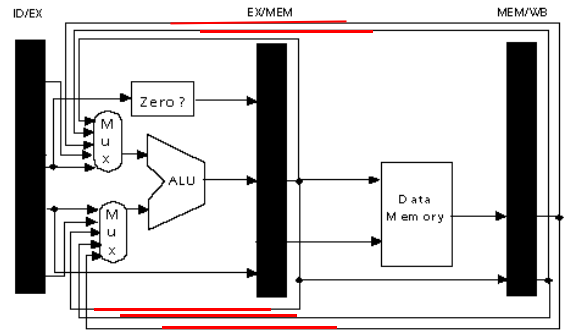 ID/EX EX/MEM MEM/WB
Zero?
M
u
x
ALU
M
u
x
Data
Memory